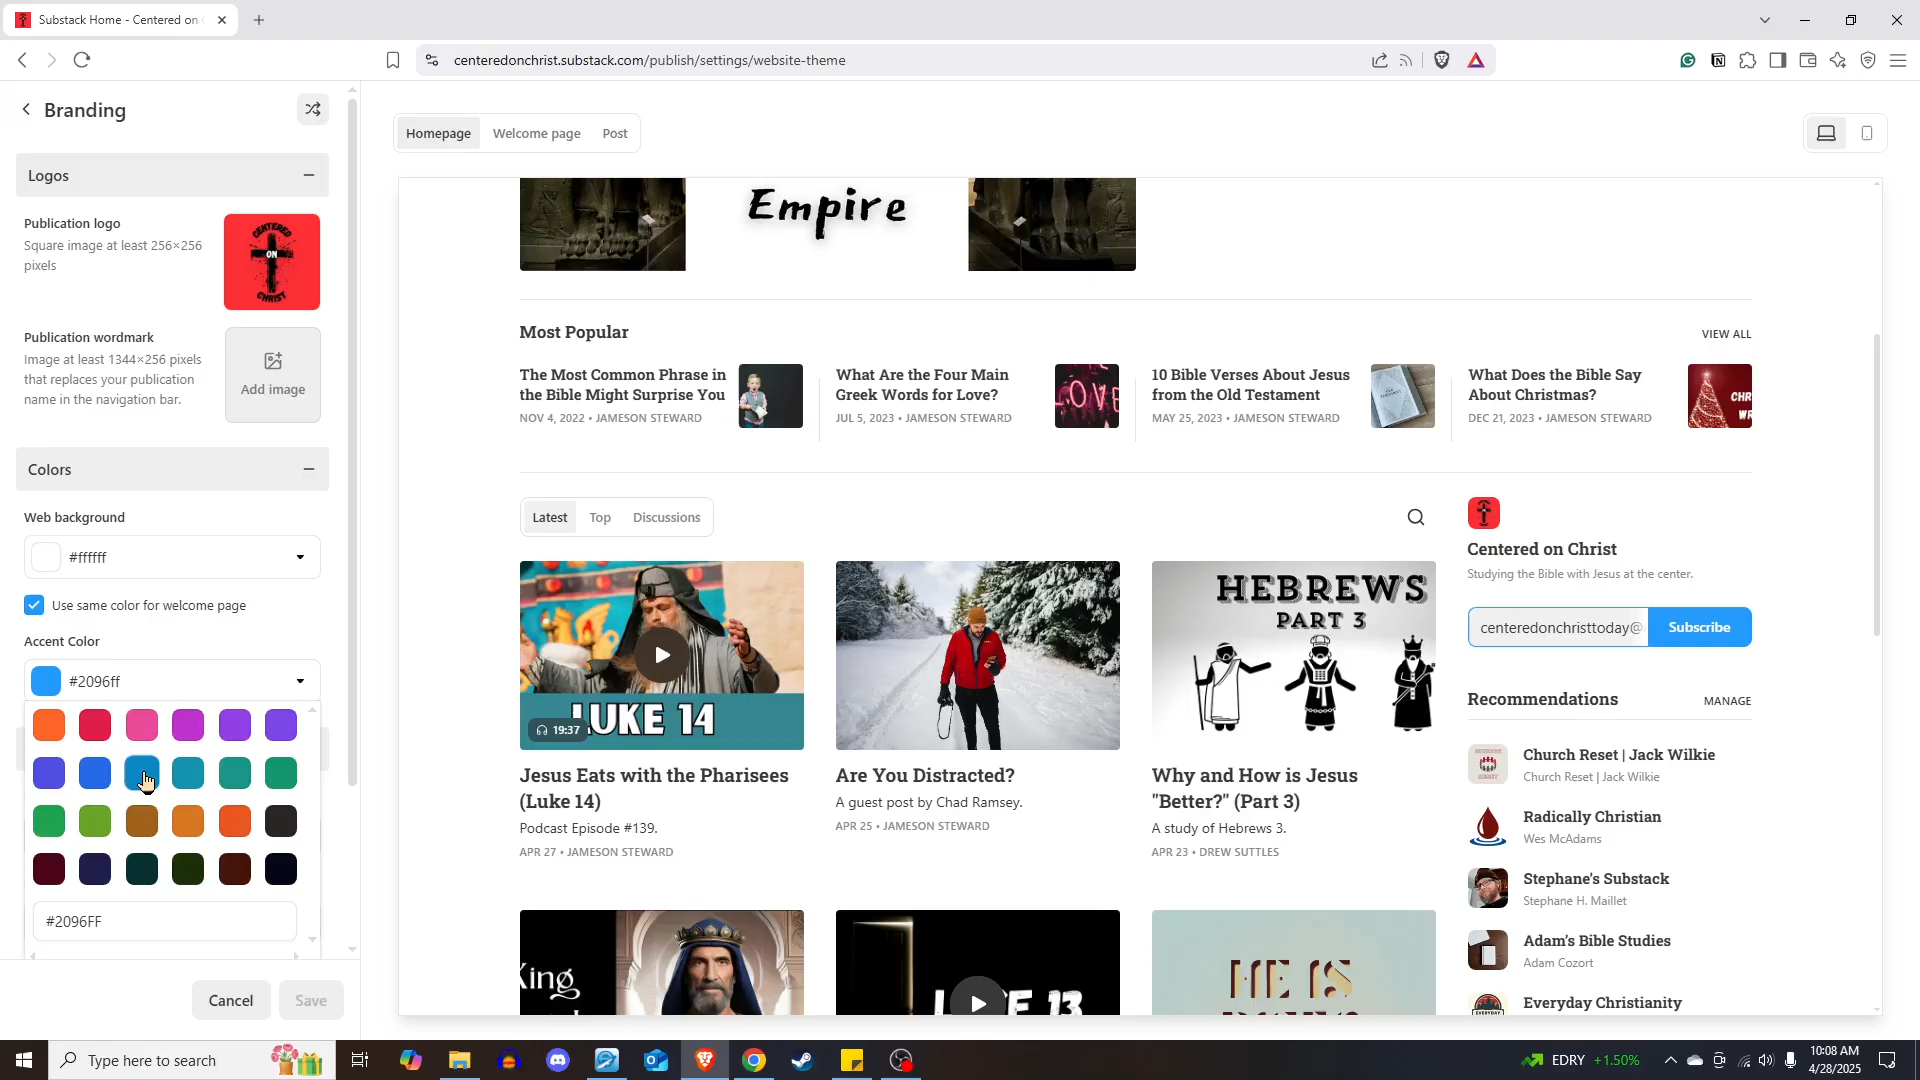 Substack Home - Centered on
centeredonchrist.substack.com/publish/settings/website-theme
Branding
Homepage
Welcome page
Post
Logos
Publication logo
Square image at least 256×256
pixels
CENTERED
ON
CHRIST
Publication wordmark
Image at least 1344×256 pixels
that replaces your publication
name in the navigation bar.
Add image
Colors
Web background
#ffffff
Use same color for welcome page
Accent Color
#2096ff
#2096FF
Cancel
Save
Empire
Most Popular
VIEW ALL
The Most Common Phrase in
the Bible Might Surprise You
NOV 4, 2022 • JAMESON STEWARD
What Are the Four Main
Greek Words for Love?
JUL 5, 2023 • JAMESON STEWARD
10 Bible Verses About Jesus
from the Old Testament
MAY 25, 2023 • JAMESON STEWARD
What Does the Bible Say
About Christmas?
DEC 21, 2023 • JAMESON STEWARD
Latest
Top
Discussions
LUKE 14
19:37
Jesus Eats with the Pharisees
(Luke 14)
Podcast Episode #139.
APR 27 • JAMESON STEWARD
Are You Distracted?
A guest post by Chad Ramsey.
APR 25 • JAMESON STEWARD
HEBREWS
PART 3
Why and How is Jesus
"Better?" (Part 3)
A study of Hebrews 3.
APR 23 • DREW SUTTLES
King
HE IS
Centered on Christ
Studying the Bible with Jesus at the center.
centeredonchristtoday@
Subscribe
Recommendations
MANAGE
Church Reset | Jack Wilkie
Church Reset | Jack Wilkie
Radically Christian
Wes McAdams
Stephane's Substack
Stephane H. Maillet
Adam's Bible Studies
Adam Cozort
Everyday Christianity
Type here to search
EDRY +1.50%
10:08 AM
4/28/2025